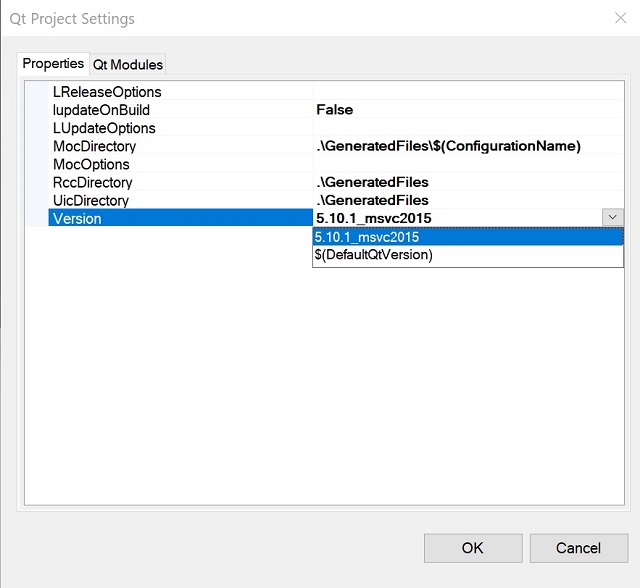 Qt Project Settings
Properties Qt Modules
LReleaseOptions
lupdateOnBuild False
LUpdateOptions
MocDirectory .\GeneratedFiles\$(ConfigurationName)
MocOptions
RccDirectory .\GeneratedFiles
UicDirectory .\GeneratedFiles
Version 5.10.1_msvc2015
5.10.1_msvc2015
$(DefaultQtVersion)
OK Cancel